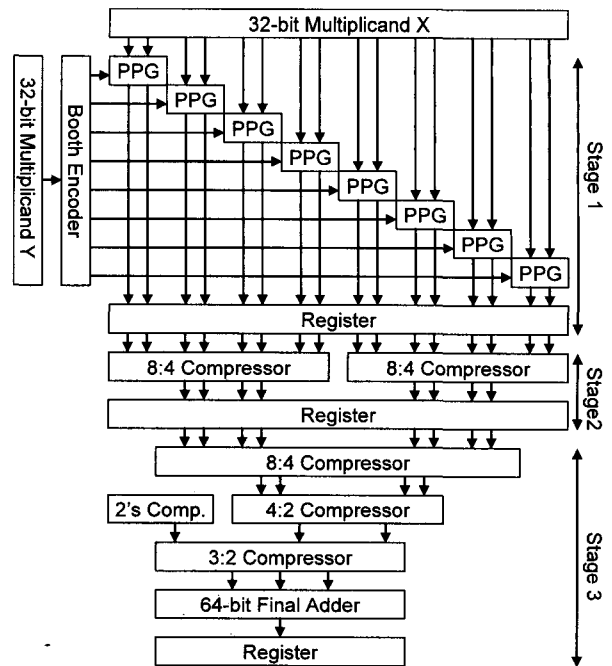 32-bit Multiplicand X
PPG
PPG
PPG
PPG
PPG
PPG
PPG
PPG
32-bit Multiplicand Y
Booth Encoder
Stage 1
Register
8:4 Compressor
8:4 Compressor
Stage2
Register
8:4 Compressor
2's Comp.
4:2 Compressor
3:2 Compressor
Stage 3
64-bit Final Adder
Register